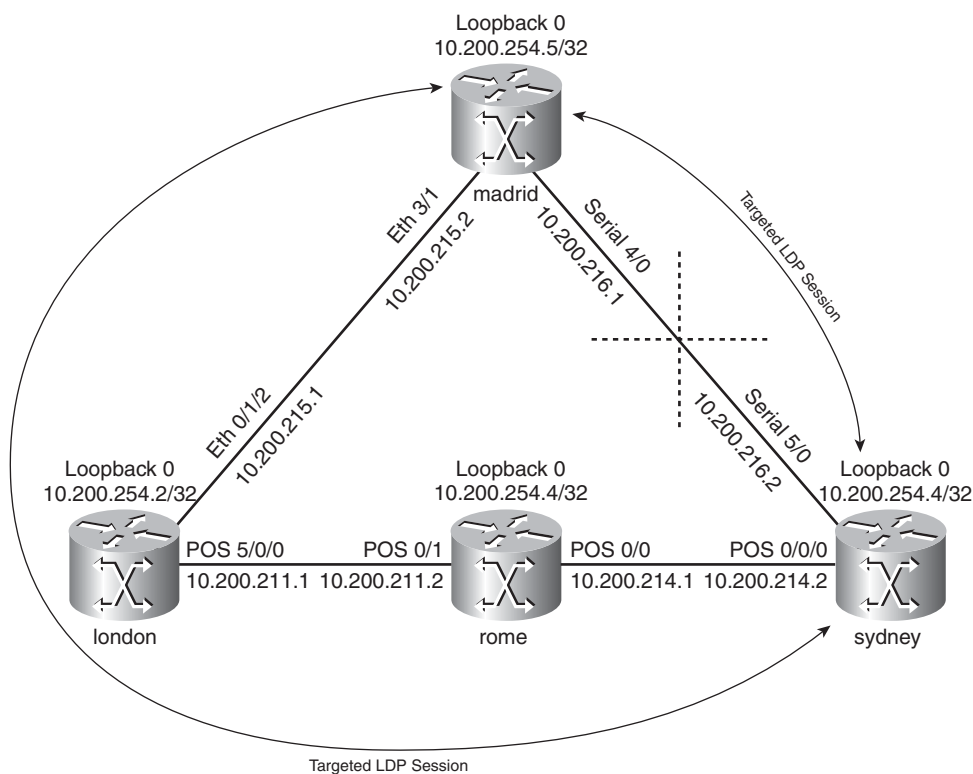 Loopback 0
10.200.254.5/32
madrid
Eth 3/1
10.200.215.2
Serial 4/0
10.200.216.1
Targeted LDP Session
Eth 0/1/2
10.200.215.1
Serial 5/0
10.200.216.2
Loopback 0
10.200.254.2/32
Loopback 0
10.200.254.4/32
Loopback 0
10.200.254.4/32
POS 5/0/0
10.200.211.1
POS 0/1
10.200.211.2
POS 0/0
10.200.214.1
POS 0/0/0
10.200.214.2
london
rome
sydney
Targeted LDP Session